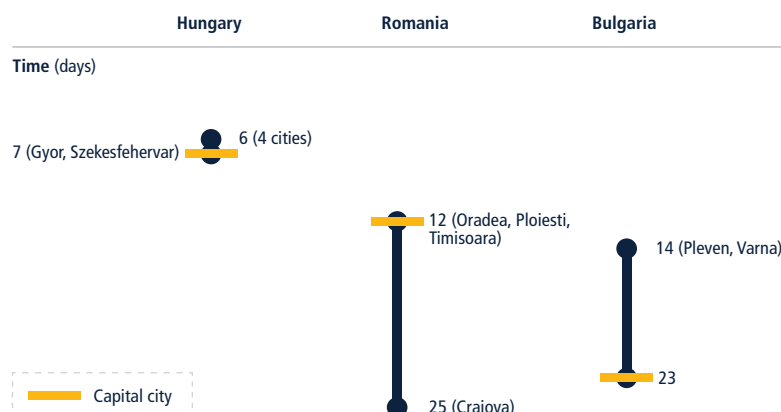 Hungary
Romania
Bulgaria
Time (days)
6 (4 cities)
7 (Gyor, Szekesfehervar)
12 (Oradea, Ploiesti,
Timisoara)
14 (Pleven, Varna)
23
Capital city
25 (Craiova)